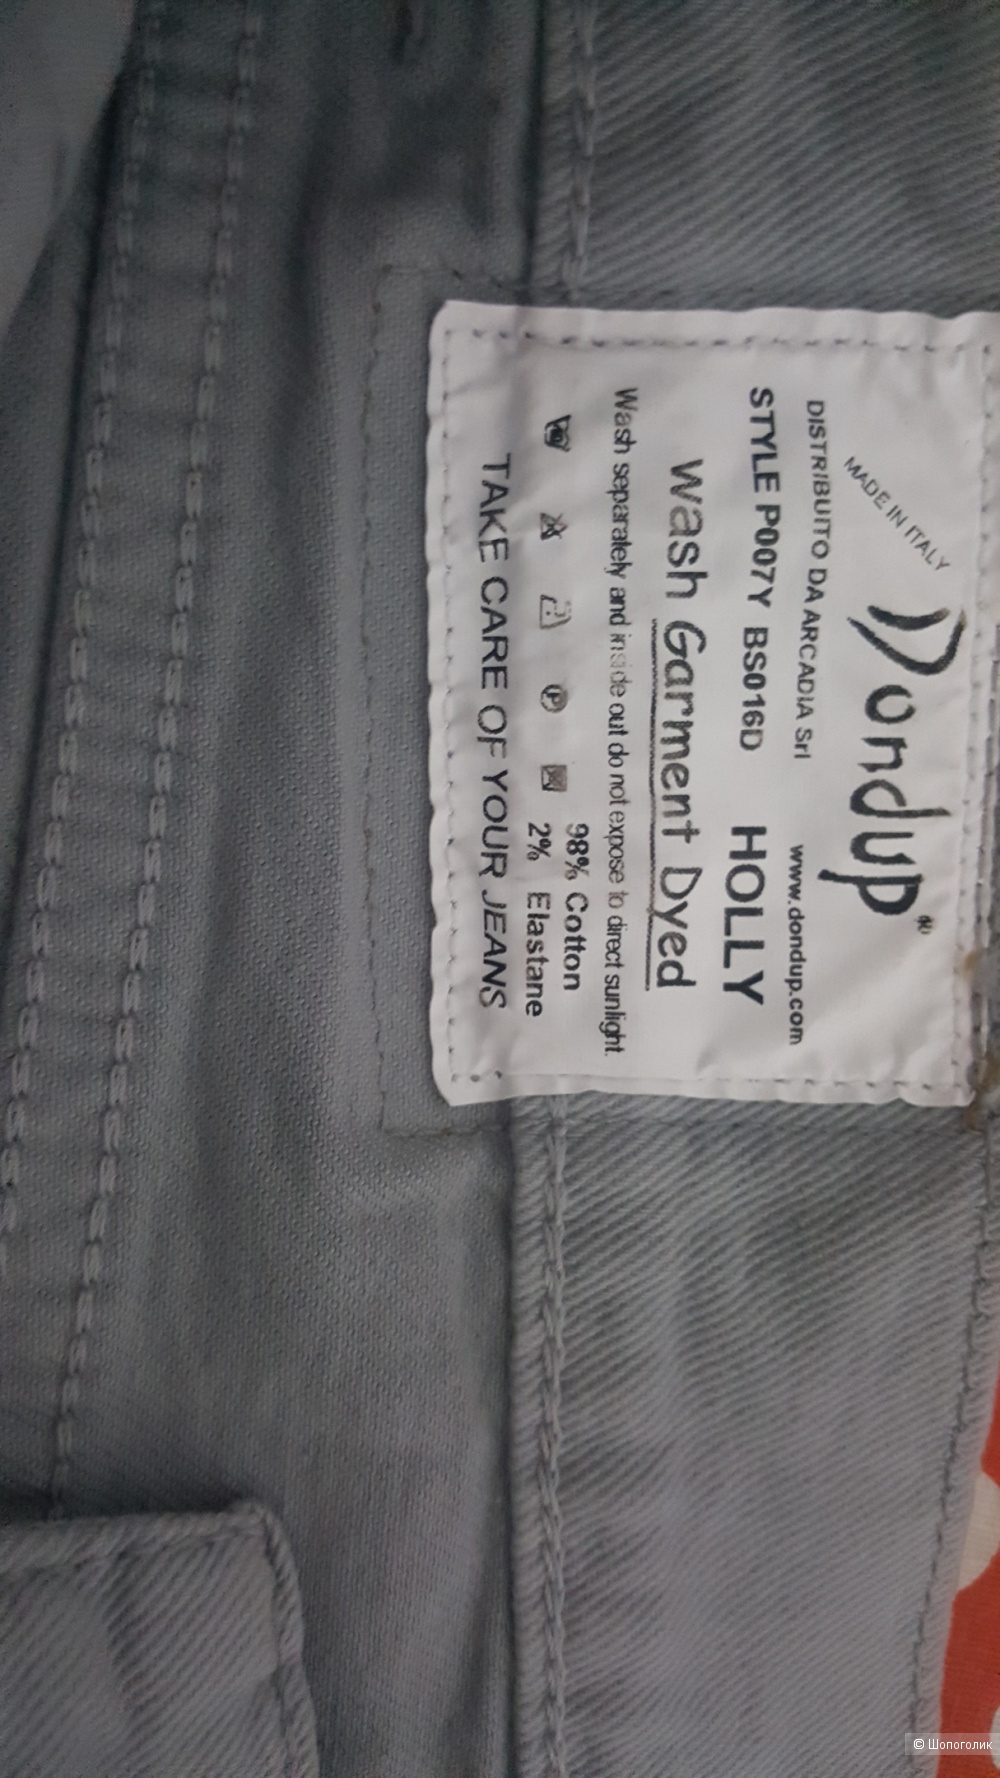 MADE IN ITALY
Dondup®
DISTRIBUITO DA ARCADIA Srl www.dondup.com
STYLE P007Y BS016D HOLLY
Wash Garment Dyed
Wash separately and inside out do not expose to direct sunlight.
98% Cotton
2% Elastane
TAKE CARE OF YOUR JEANS
© Шопоголик